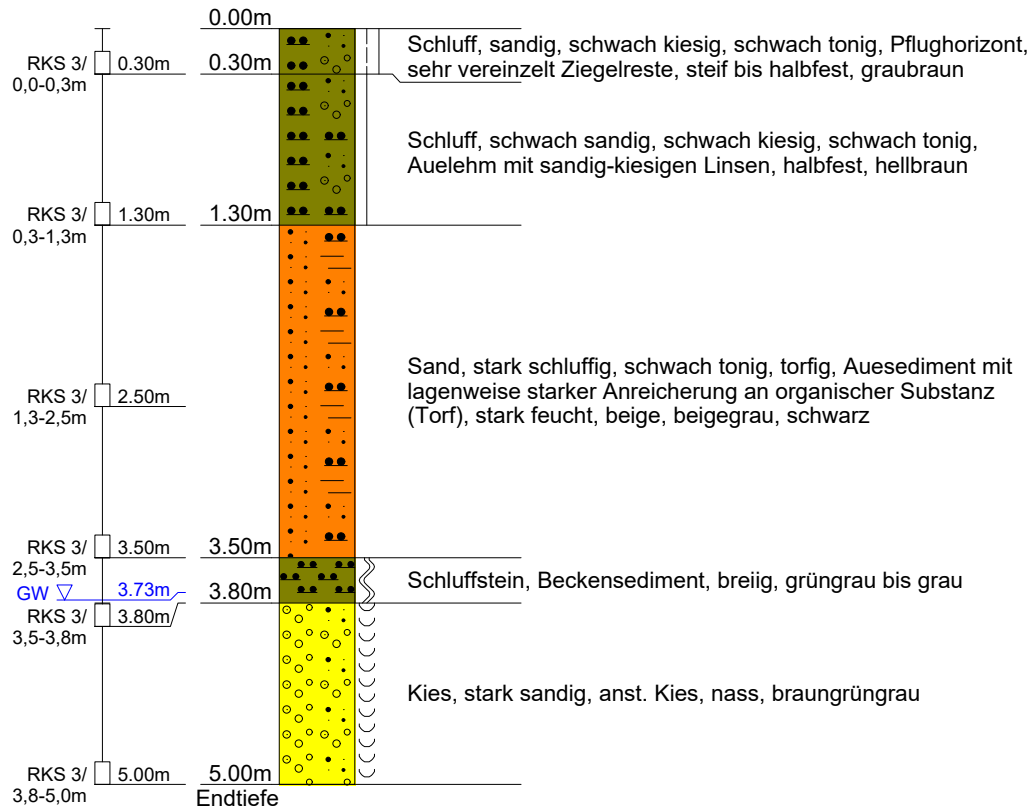 0.00m
Schluff, sandig, schwach kiesig, schwach tonig, Pflughorizont,
sehr vereinzelt Ziegelreste, steif bis halbfest, graubraun
RKS 3/ 0.30m 0.30m
0,0-0,3m
Schluff, schwach sandig, schwach kiesig, schwach tonig,
Auelehm mit sandig-kiesigen Linsen, halbfest, hellbraun
RKS 3/ 1.30m 1.30m
0,3-1,3m
Sand, stark schluffig, schwach tonig, torfig, Auesediment mit
lagenweise starker Anreicherung an organischer Substanz
(Torf), stark feucht, beige, beigegrau, schwarz
RKS 3/ 2.50m
1,3-2,5m
RKS 3/ 3.50m 3.50m
2,5-3,5m
Schluffstein, Beckensediment, breiig, grüngrau bis grau
GW 3.73m 3.80m
RKS 3/ 3.80m
3,5-3,8m
Kies, stark sandig, anst. Kies, nass, braungrüngrau
RKS 3/ 5.00m 5.00m
3,8-5,0m
Endtiefe